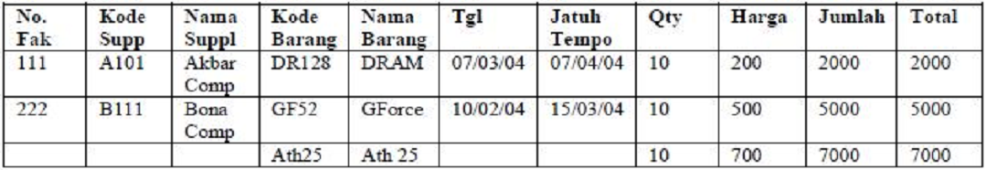 No. Fak Kode Supp Nama Suppl Kode Barang Nama Barang Tgl Jatuh Tempo Qty Harga Jumlah Total
111 A101 Akbar Comp DR128 DRAM 07/03/04 07/04/04 10 200 2000 2000
222 B111 Bona Comp GF52 GForce 10/02/04 15/03/04 10 500 5000 5000
Ath25 Ath 25 10 700 7000 7000